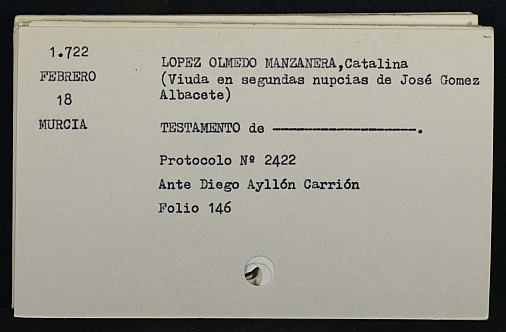 1.722
FEBRERO
18
MURCIA
LOPEZ OLMEDO MANZANERA,Catalina
(Viuda en segundas nupcias de José Gomez
Albacete)
TESTAMENTO de ------------------.
Protocolo Nº 2422
Ante Diego Ayllón Carrión
Folio 146